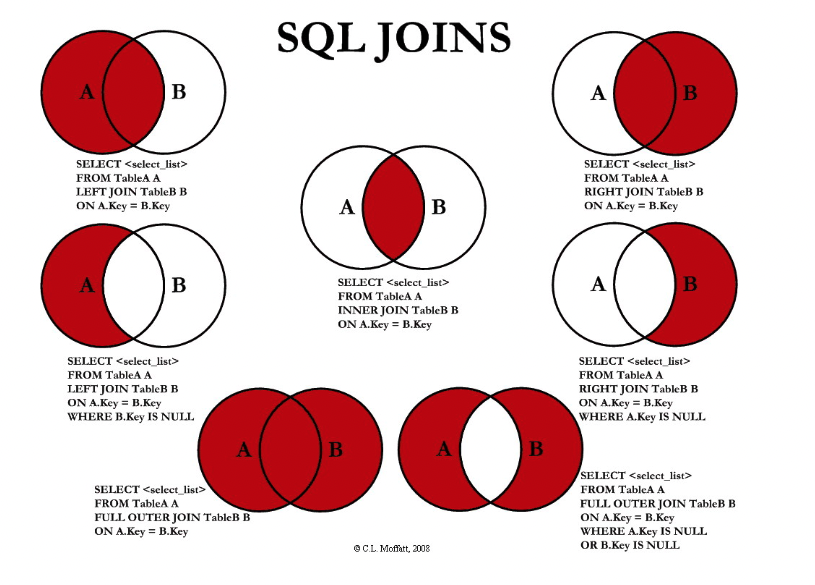 SQL JOINS
A B
SELECT <select_list>
FROM TableA A
LEFT JOIN TableB B
ON A.Key = B.Key
A B
SELECT <select_list>
FROM TableA A
RIGHT JOIN TableB B
ON A.Key = B.Key
A B
SELECT <select_list>
FROM TableA A
INNER JOIN TableB B
ON A.Key = B.Key
A B
SELECT <select_list>
FROM TableA A
LEFT JOIN TableB B
ON A.Key = B.Key
WHERE B.Key IS NULL
A B
SELECT <select_list>
FROM TableA A
RIGHT JOIN TableB B
ON A.Key = B.Key
WHERE A.Key IS NULL
A B
SELECT <select_list>
FROM TableA A
FULL OUTER JOIN TableB B
ON A.Key = B.Key
A B
SELECT <select_list>
FROM TableA A
FULL OUTER JOIN TableB B
ON A.Key = B.Key
WHERE A.Key IS NULL
OR B.Key IS NULL
© C.L. Moffatt, 2008